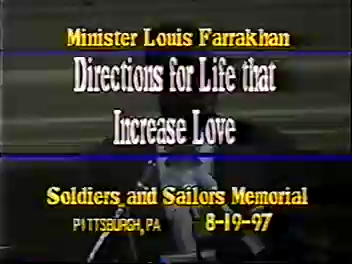 Minister Louis Farrakhan
Directions for Life that
Increase Love
Soldiers and Sailors Memorial
PITTSBURGH, PA 8-19-97